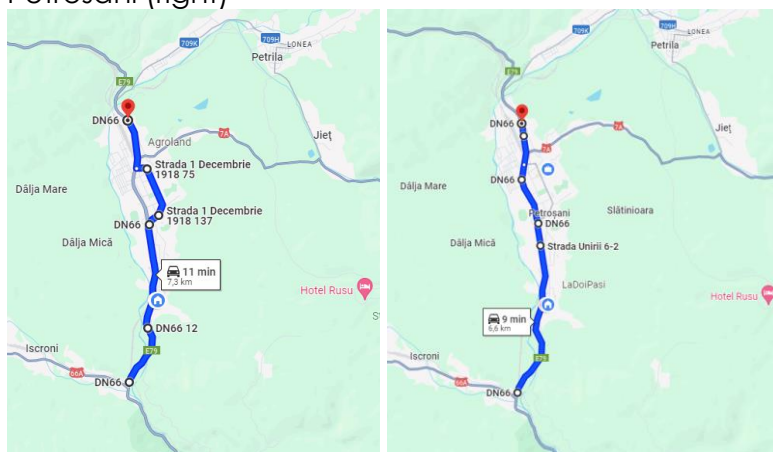 Petroșani (right)
709K
709H
LONEA
Petrila
E79
DN66
Agroland
7A
Jieț
Strada 1 Decembrie
1918 75
Dâlja Mare
Strada 1 Decembrie
1918 137
DN66
Dâlja Mică
11 min
7,3 km
Hotel Rusu
DN66 12
Iscroni
E79
66A
DN66
709K
709H
LONEA
Petrila
E79
DN66
7A
Jieț
DN66
Dâlja Mare
Petroșani
Slătinioara
DN66
Dâlja Mică
Strada Unirii 6-2
LaDoiPasi
Hotel Rusu
9 min
6,6 km
Iscroni
E79
66A
DN66